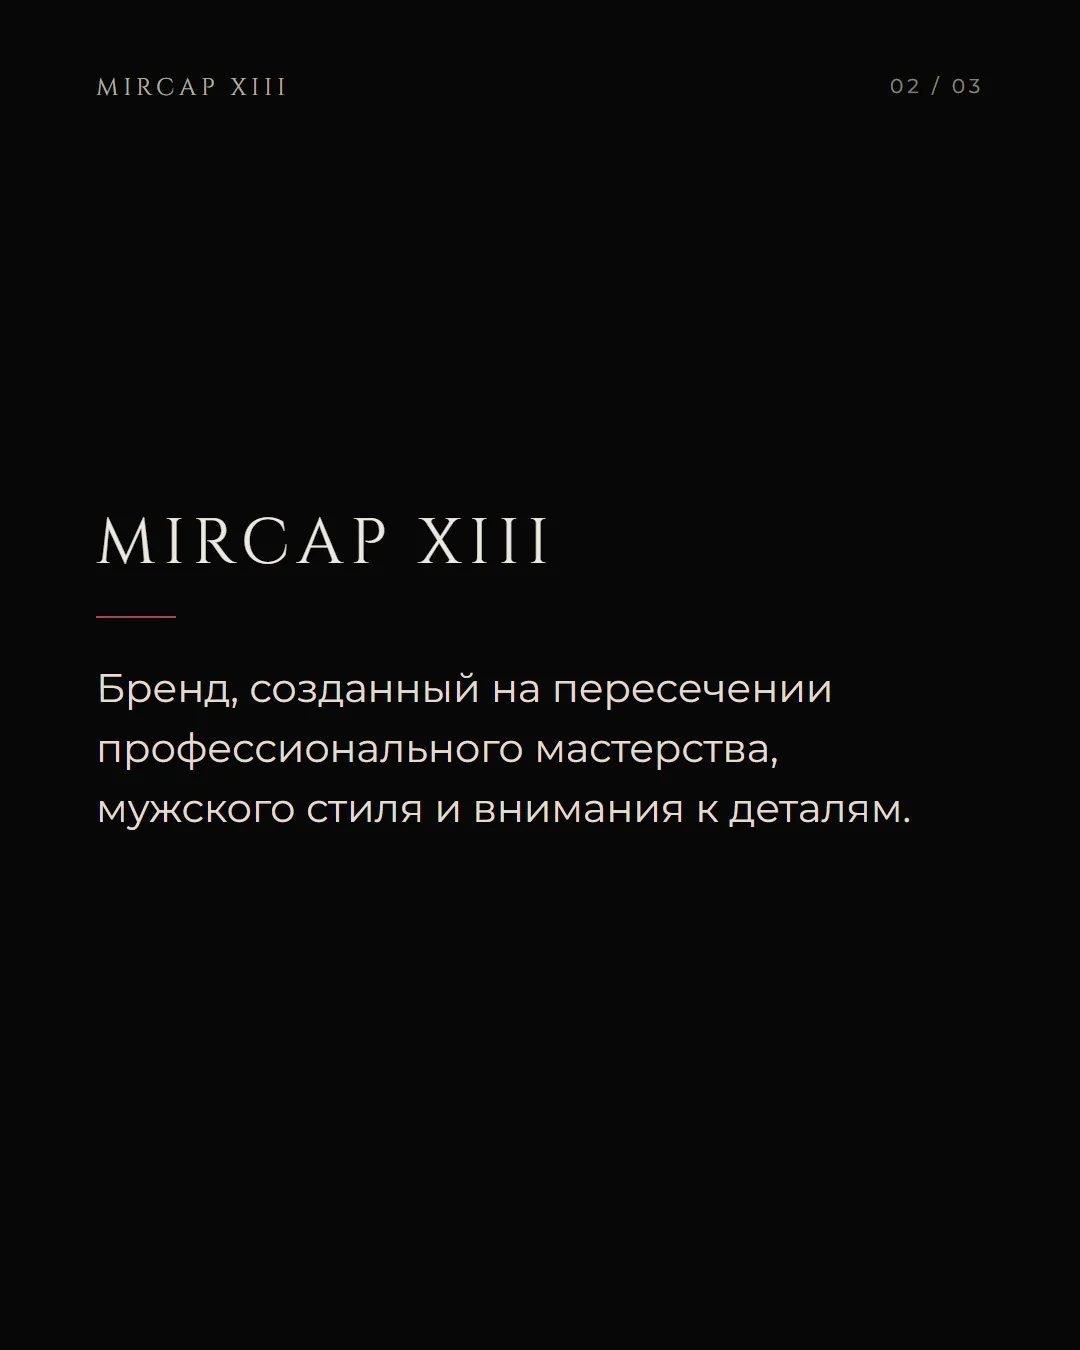 MIRCAP XIII
02 / 03
MIRCAP XIII
Бренд, созданный на пересечении
профессионального мастерства,
мужского стиля и внимания к деталям.